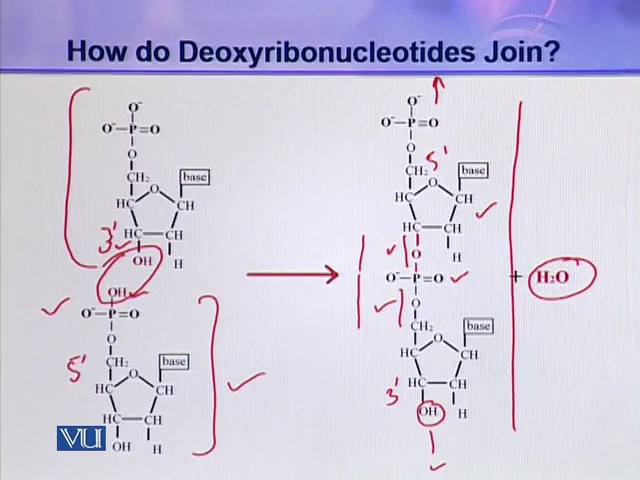 How do Deoxyribonucleotides Join?
O⁻
O⁻—P=O
O
CH₂
base
O
HC
CH
3'
HC—CH
OH
H
OH
O⁻—P=O
O
5'
CH₂
base
O
HC
CH
HC—CH
OH
H
VU
O⁻
O⁻—P=O
O
5'
CH₂
base
O
HC
CH
HC—CH
O
H
O⁻—P=O
O
CH₂
base
O
HC
CH
3'
HC—CH
OH
H
+ H₂O